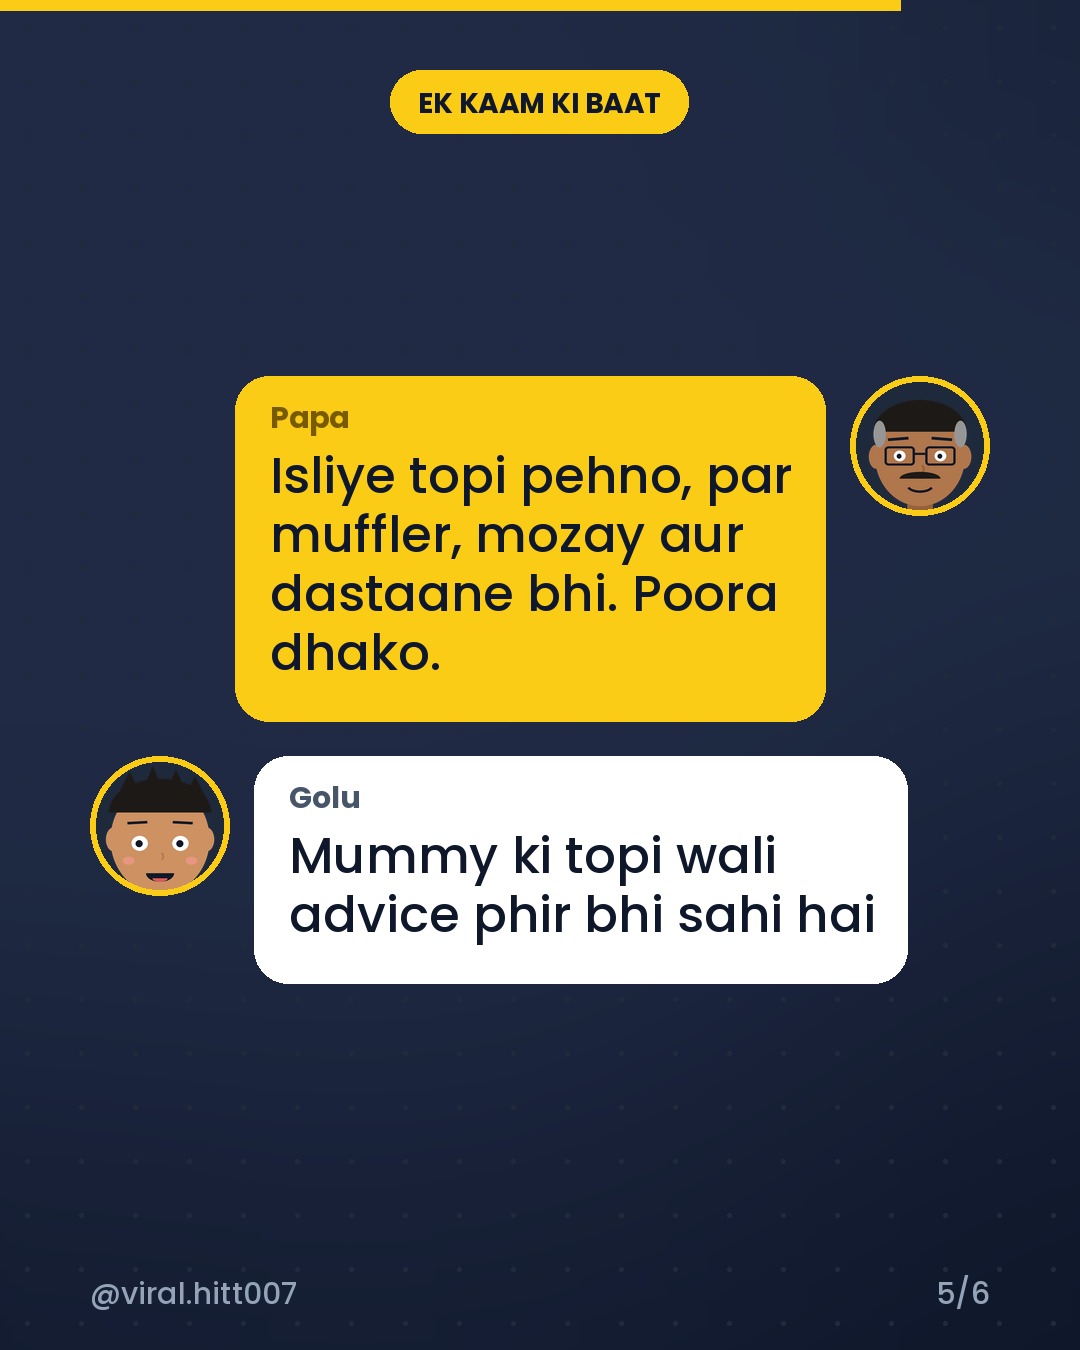 EK KAAM KI BAAT
Papa
Isliye topi pehno, par
muffler, mozay aur
dastaane bhi. Poora
dhako.
Golu
Mummy ki topi wali
advice phir bhi sahi hai
@viral.hitt007
5/6